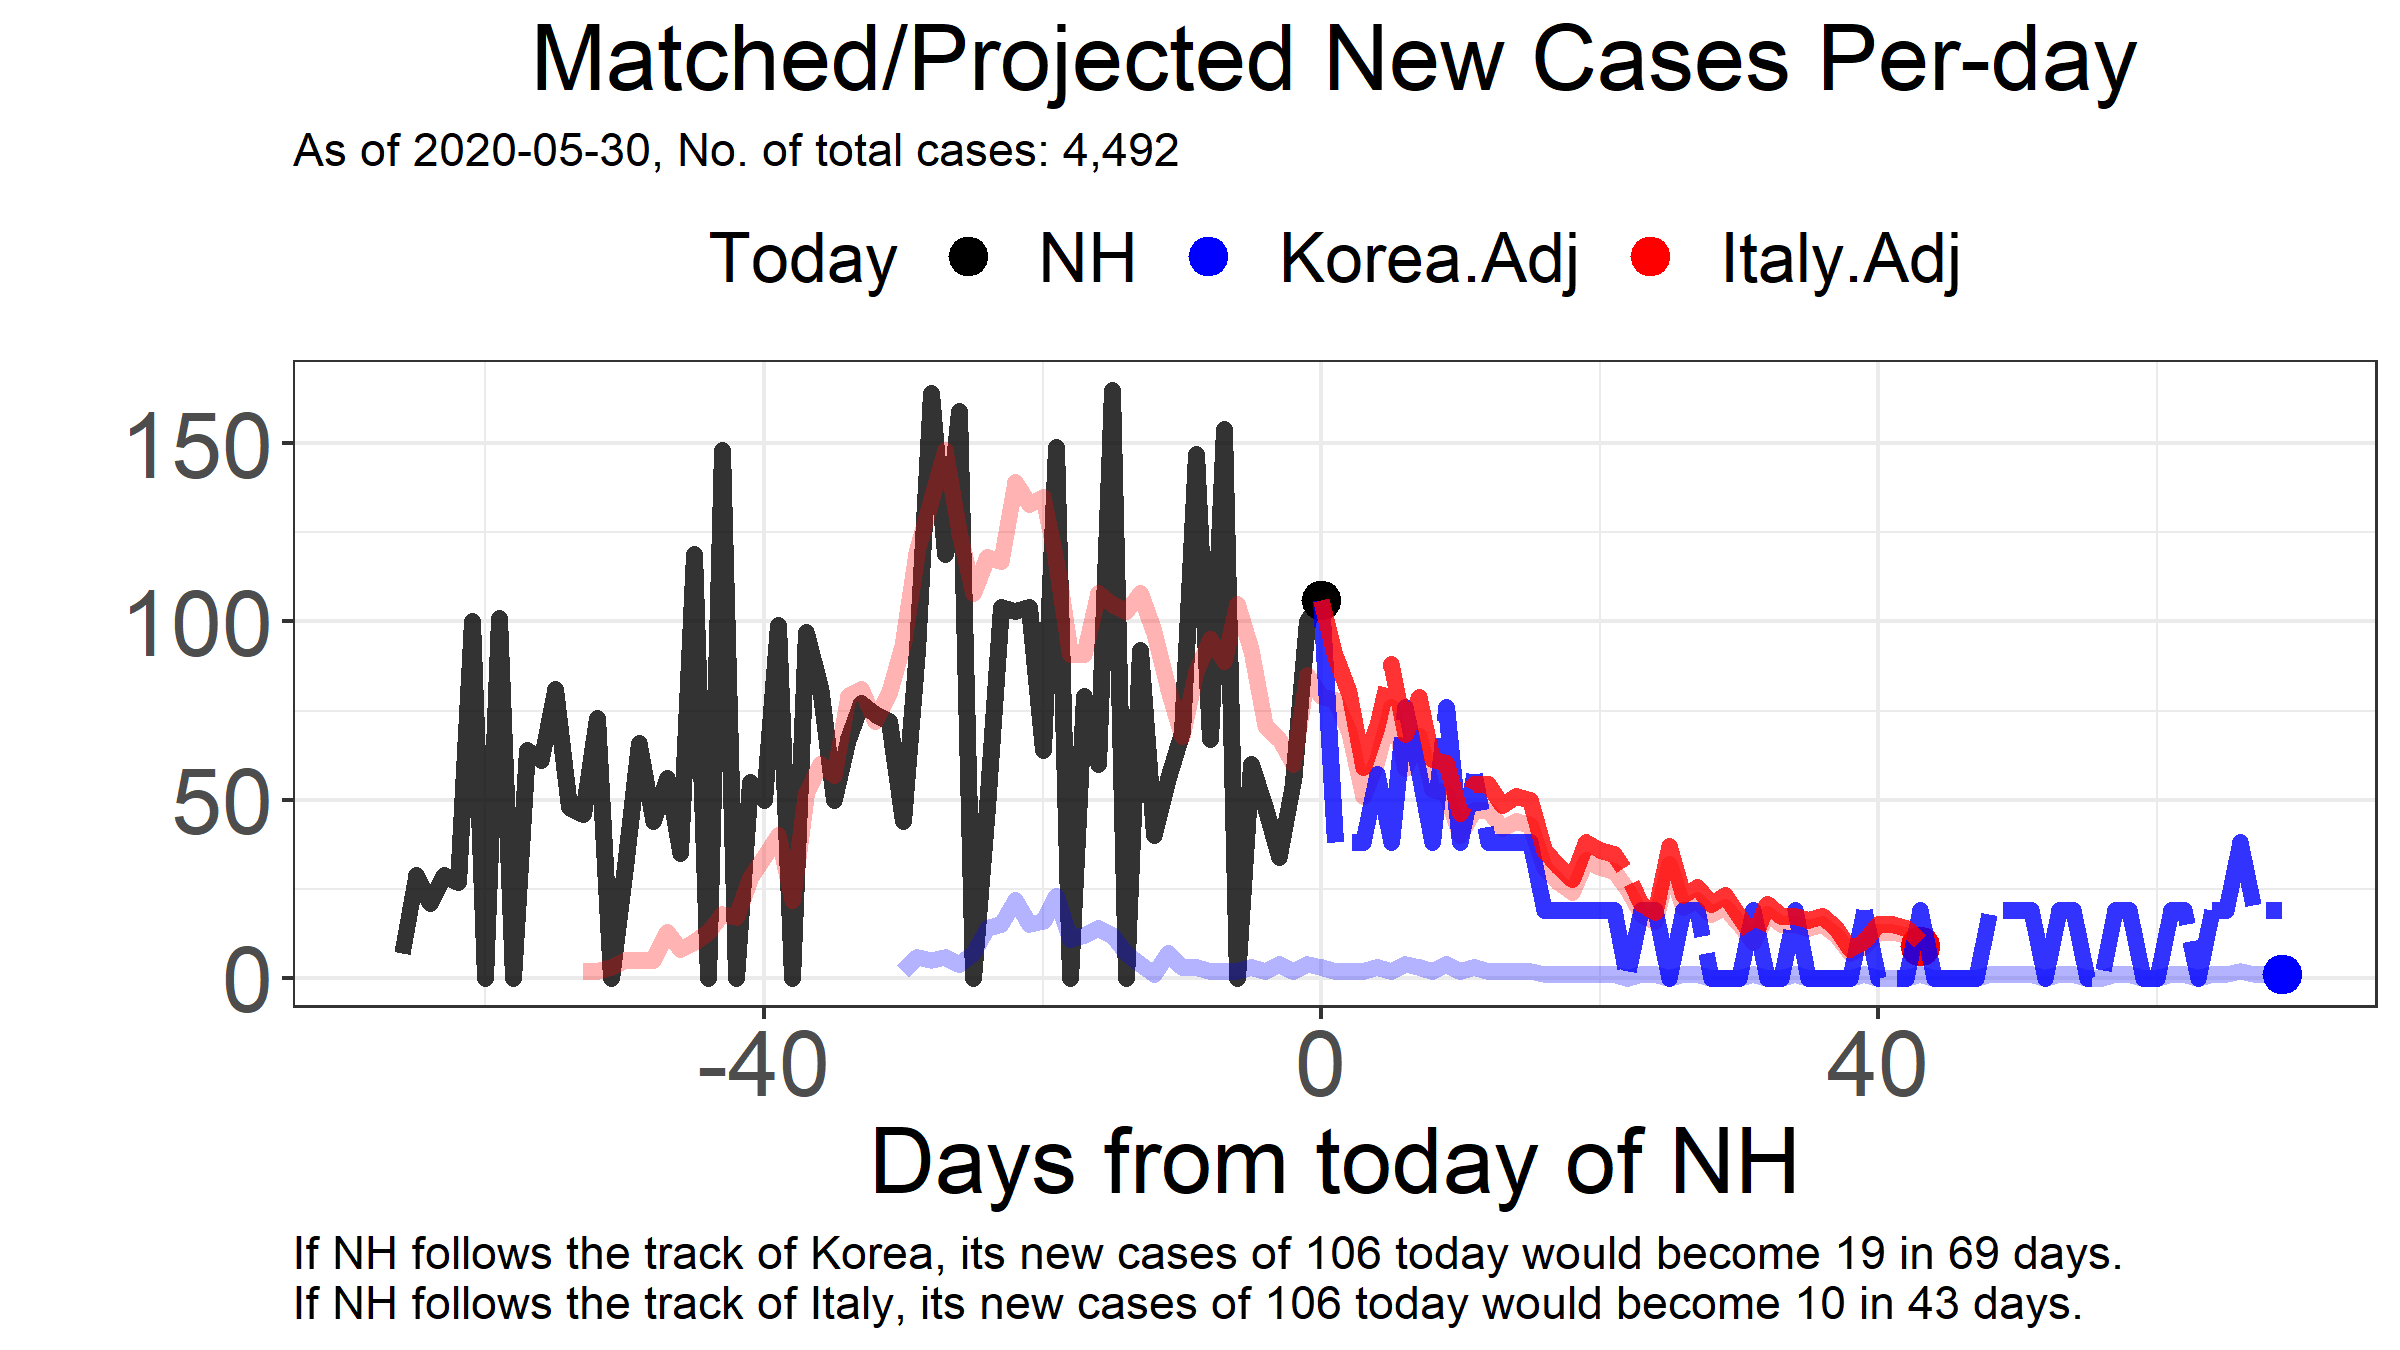 Matched/Projected New Cases Per-day
As of 2020-05-30, No. of total cases: 4,492
Today NH Korea.Adj Italy.Adj
150
100
50
0
-40 0 40
Days from today of NH
If NH follows the track of Korea, its new cases of 106 today would become 19 in 69 days.
If NH follows the track of Italy, its new cases of 106 today would become 10 in 43 days.